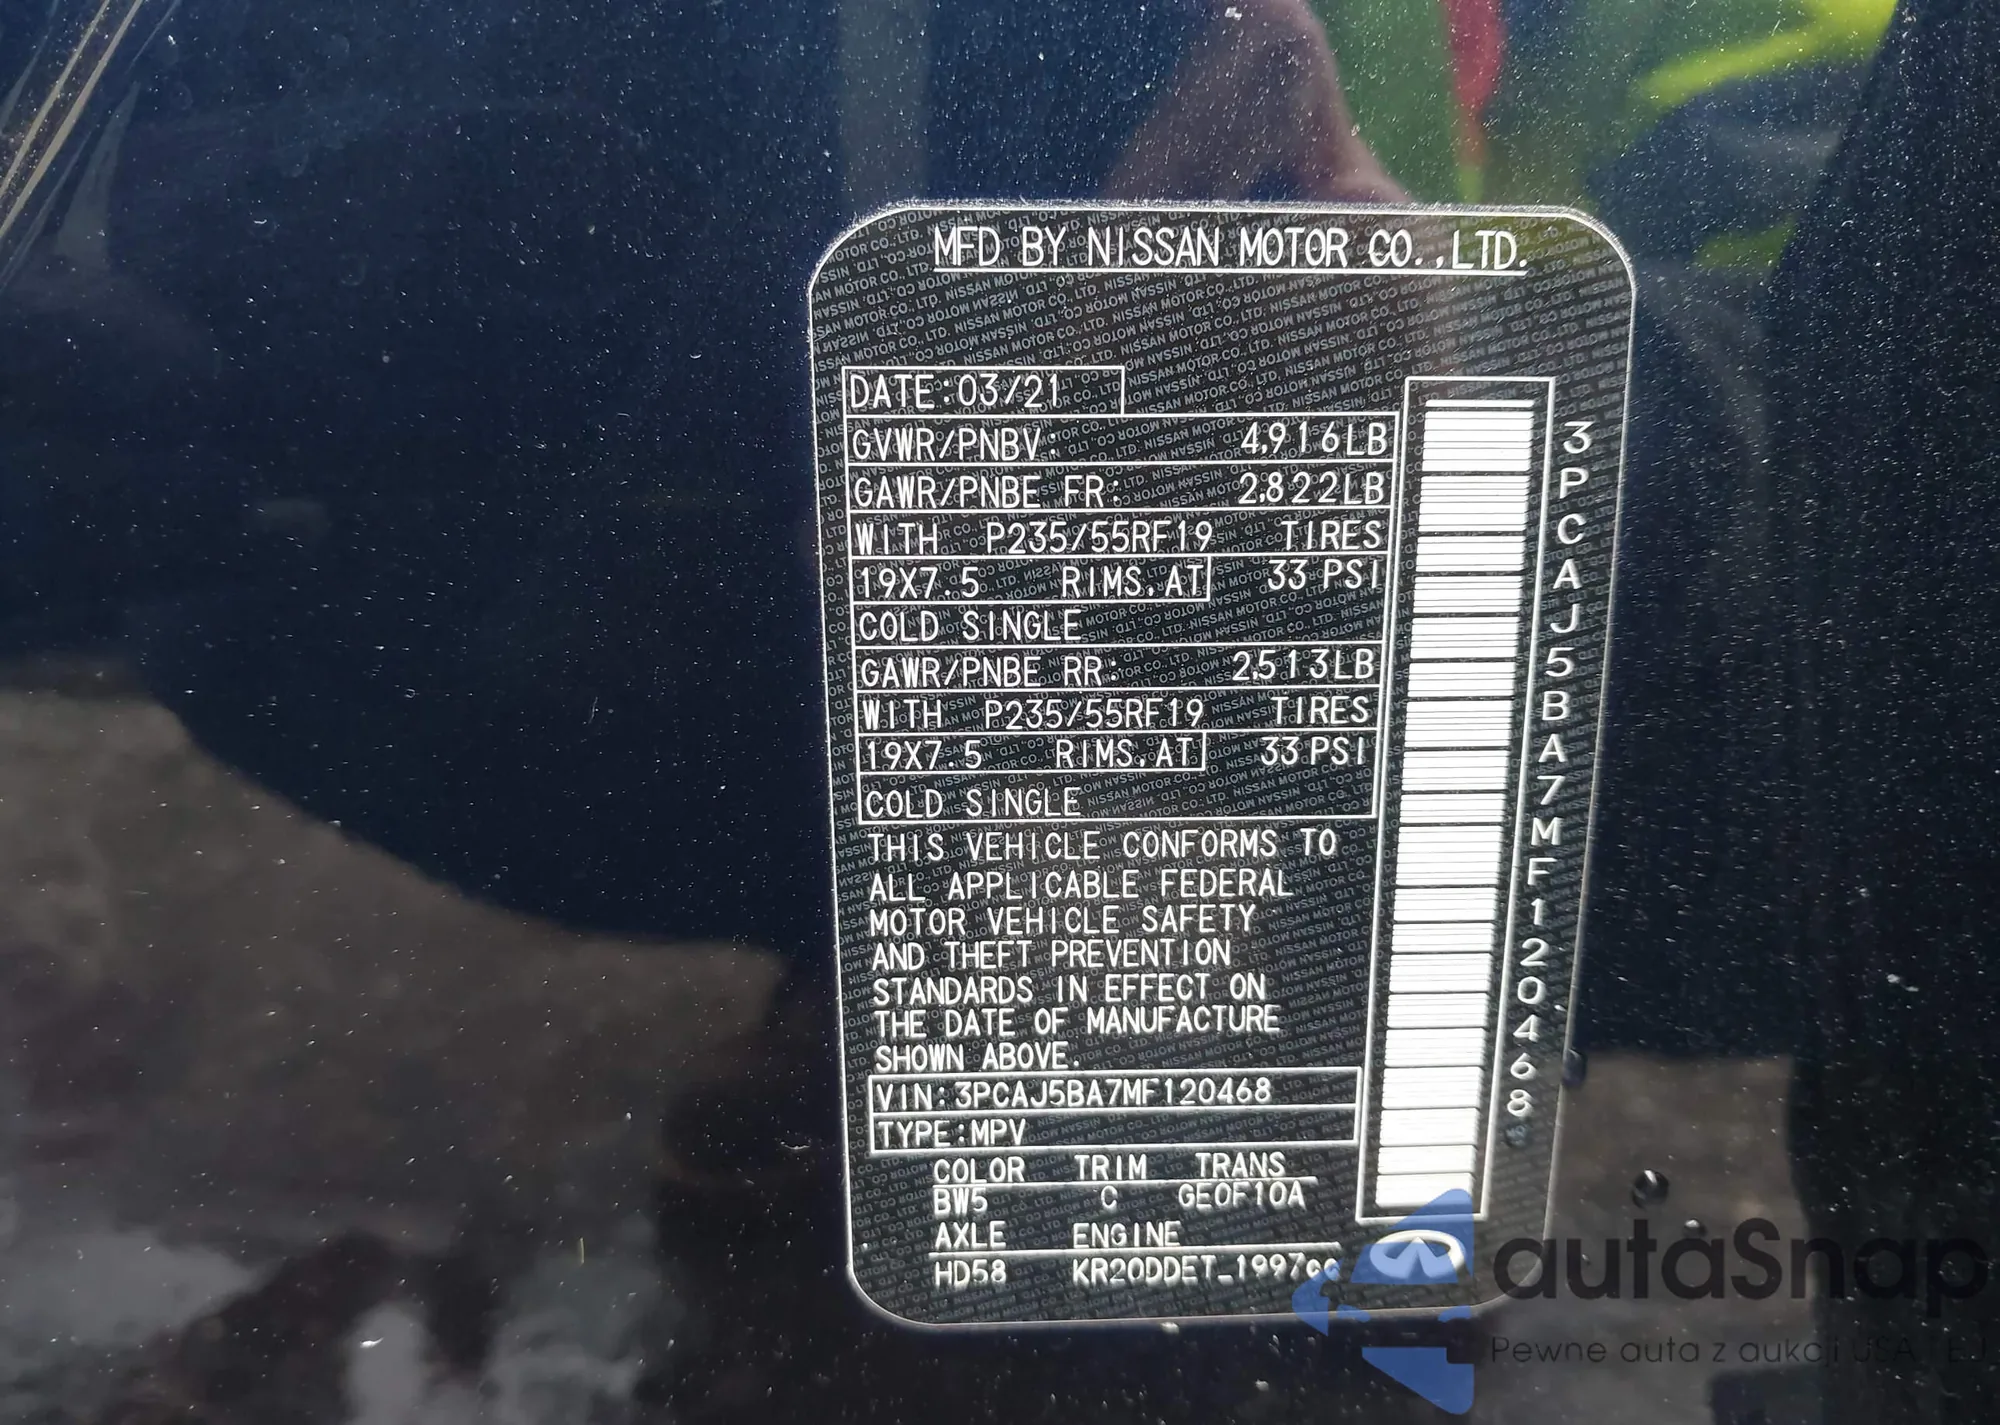 MFD BY NISSAN MOTOR CO.,LTD.
DATE:03/21
GVWR/PNBV: 4,916LB
GAWR/PNBE FR: 2,822LB
WITH P235/55RF19 TIRES
19X7.5 RIMS,AT 33 PSI
COLD SINGLE
GAWR/PNBE RR: 2,513LB
WITH P235/55RF19 TIRES
19X7.5 RIMS,AT 33 PSI
COLD SINGLE
THIS VEHICLE CONFORMS TO
ALL APPLICABLE FEDERAL
MOTOR VEHICLE SAFETY
AND THEFT PREVENTION
STANDARDS IN EFFECT ON
THE DATE OF MANUFACTURE
SHOWN ABOVE.
VIN:3PCAJ5BA7MF120468
TYPE:MPV
COLOR TRIM TRANS
BW5 C GE0F10A
AXLE ENGINE
HD58 KR20DDET_1997cc
3PCAJ5BA7MF120468
autaSnap
Pewne auta z aukcji USA i EU